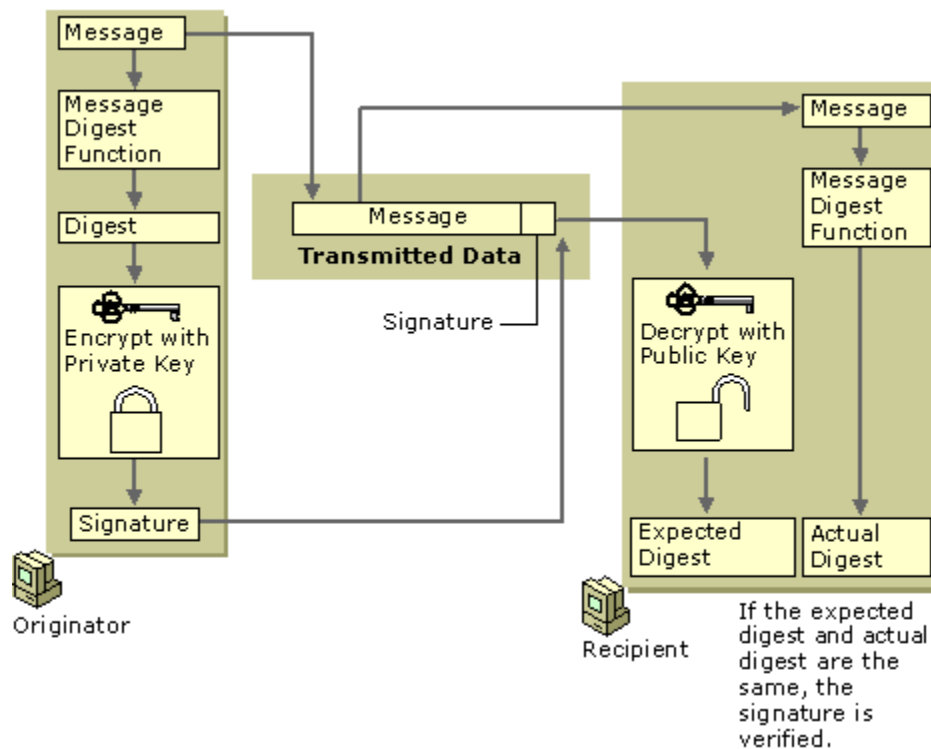 Message
Message
Digest
Function
Digest
Encrypt with
Private Key
Signature
Originator
Message
Transmitted Data
Signature
Message
Message
Digest
Function
Decrypt with
Public Key
Expected
Digest
Actual
Digest
Recipient
If the expected
digest and actual
digest are the
same, the
signature is
verified.